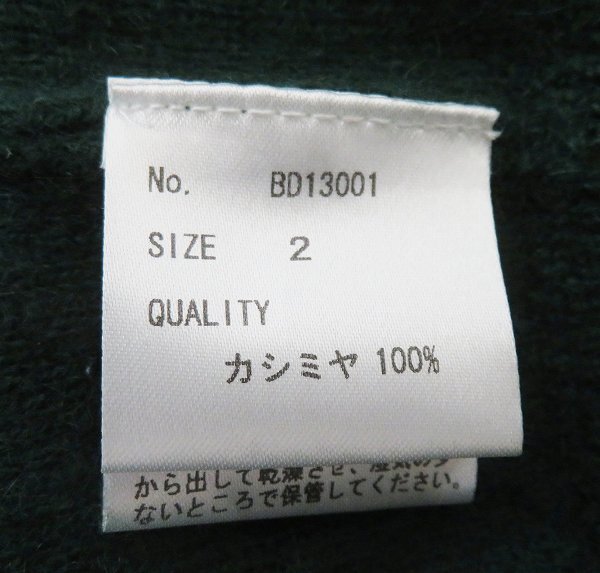 No. BD13001
SIZE 2
QUALITY
カシミヤ 100%
から出して乾燥させ、湿気の少
ないところで保管してください。